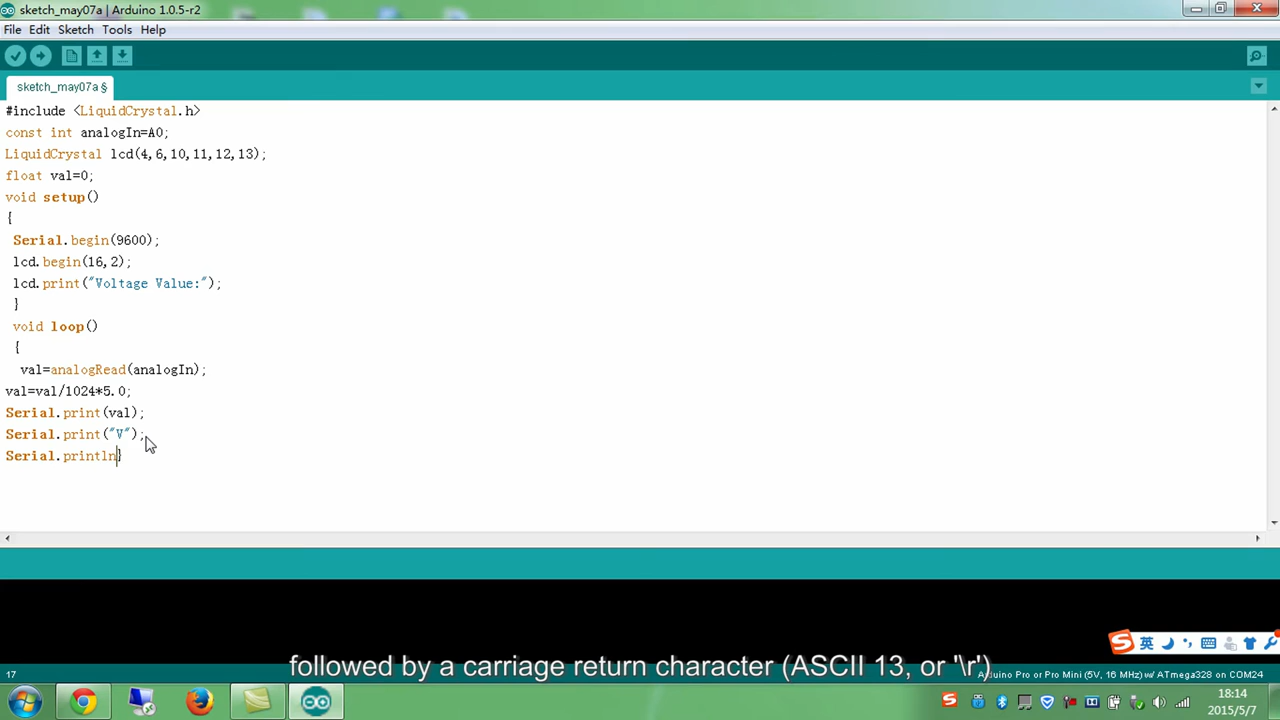 sketch_may07a | Arduino 1.0.5-r2
File Edit Sketch Tools Help
sketch_may07a §
#include <LiquidCrystal.h>
const int analogIn=A0;
LiquidCrystal lcd(4,6,10,11,12,13);
float val=0;
void setup()
{
Serial.begin(9600);
lcd.begin(16,2);
lcd.print("Voltage Value:");
}
void loop()
{
val=analogRead(analogIn);
val=val/1024*5.0;
Serial.print(val);
Serial.print("V");
Serial.println}
英
followed by a carriage return character (ASCII 13, or '\r')
17
Arduino Pro or Pro Mini (5V, 16 MHz) w/ ATmega328 on COM24
18:14
2015/5/7